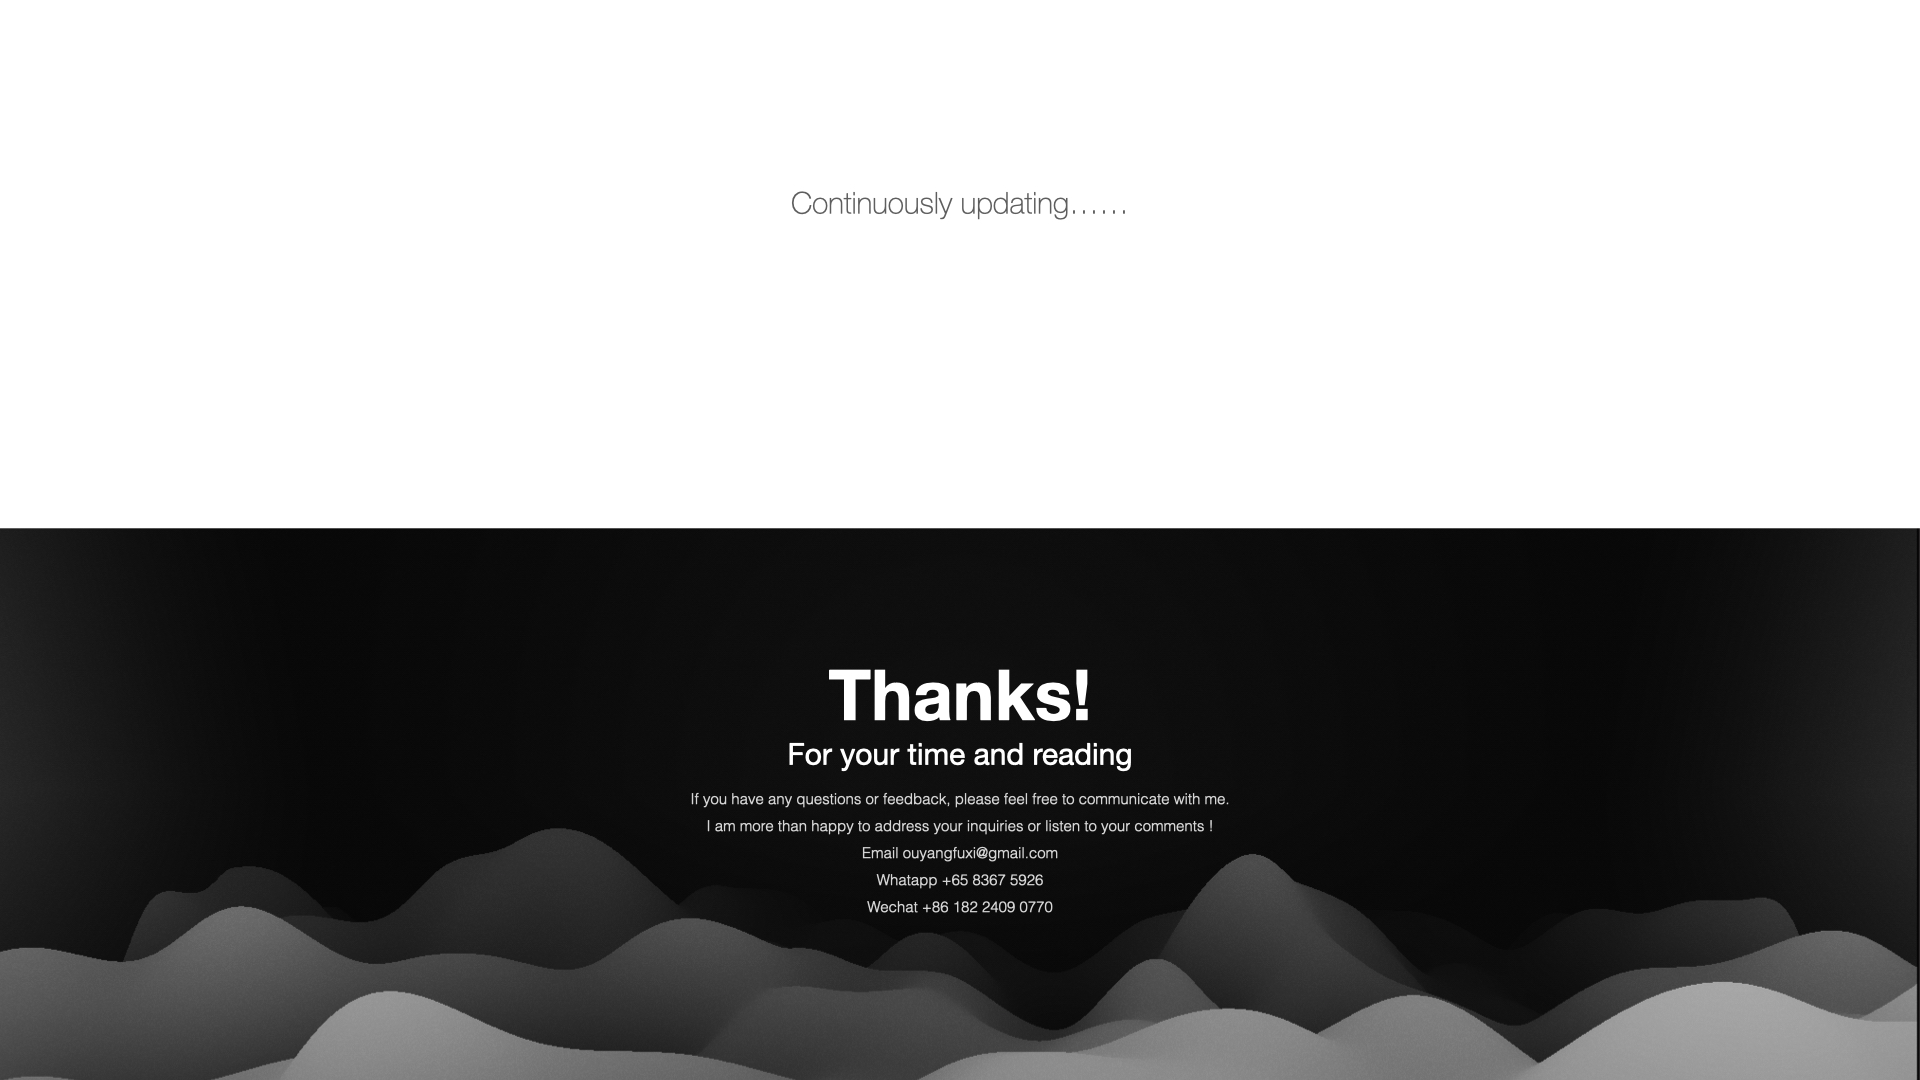 Continuously updating……
Thanks!
For your time and reading
If you have any questions or feedback, please feel free to communicate with me.
I am more than happy to address your inquiries or listen to your comments !
Email ouyangfuxi@gmail.com
Whatapp +65 8367 5926
Wechat +86 182 2409 0770